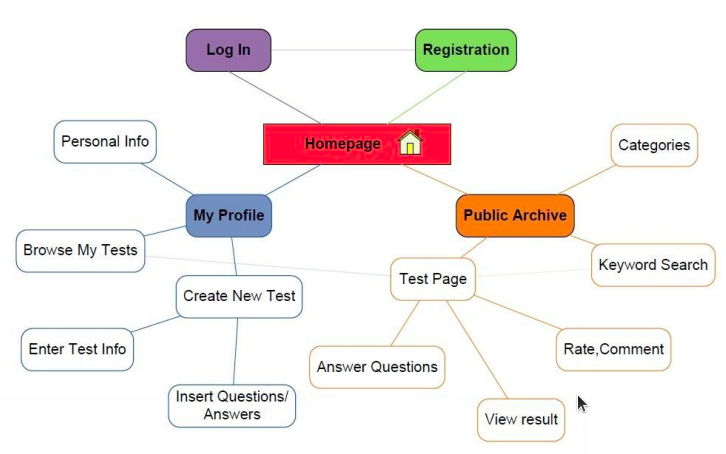 Log In
Registration
Homepage
Personal Info
Categories
My Profile
Public Archive
Browse My Tests
Keyword Search
Test Page
Create New Test
Enter Test Info
Rate,Comment
Answer Questions
Insert Questions/
Answers
View result